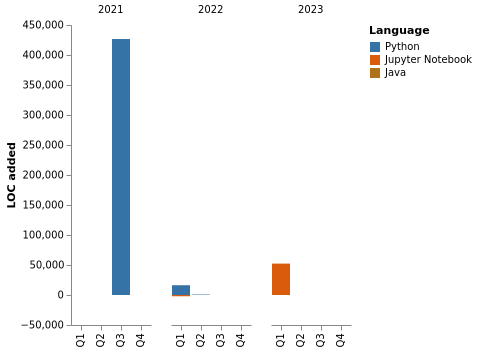 2021 2022 2023
Language
Python
Jupyter Notebook
Java
LOC added
450,000
400,000
350,000
300,000
250,000
200,000
150,000
100,000
50,000
0
−50,000
Q1 Q2 Q3 Q4 Q1 Q2 Q3 Q4 Q1 Q2 Q3 Q4